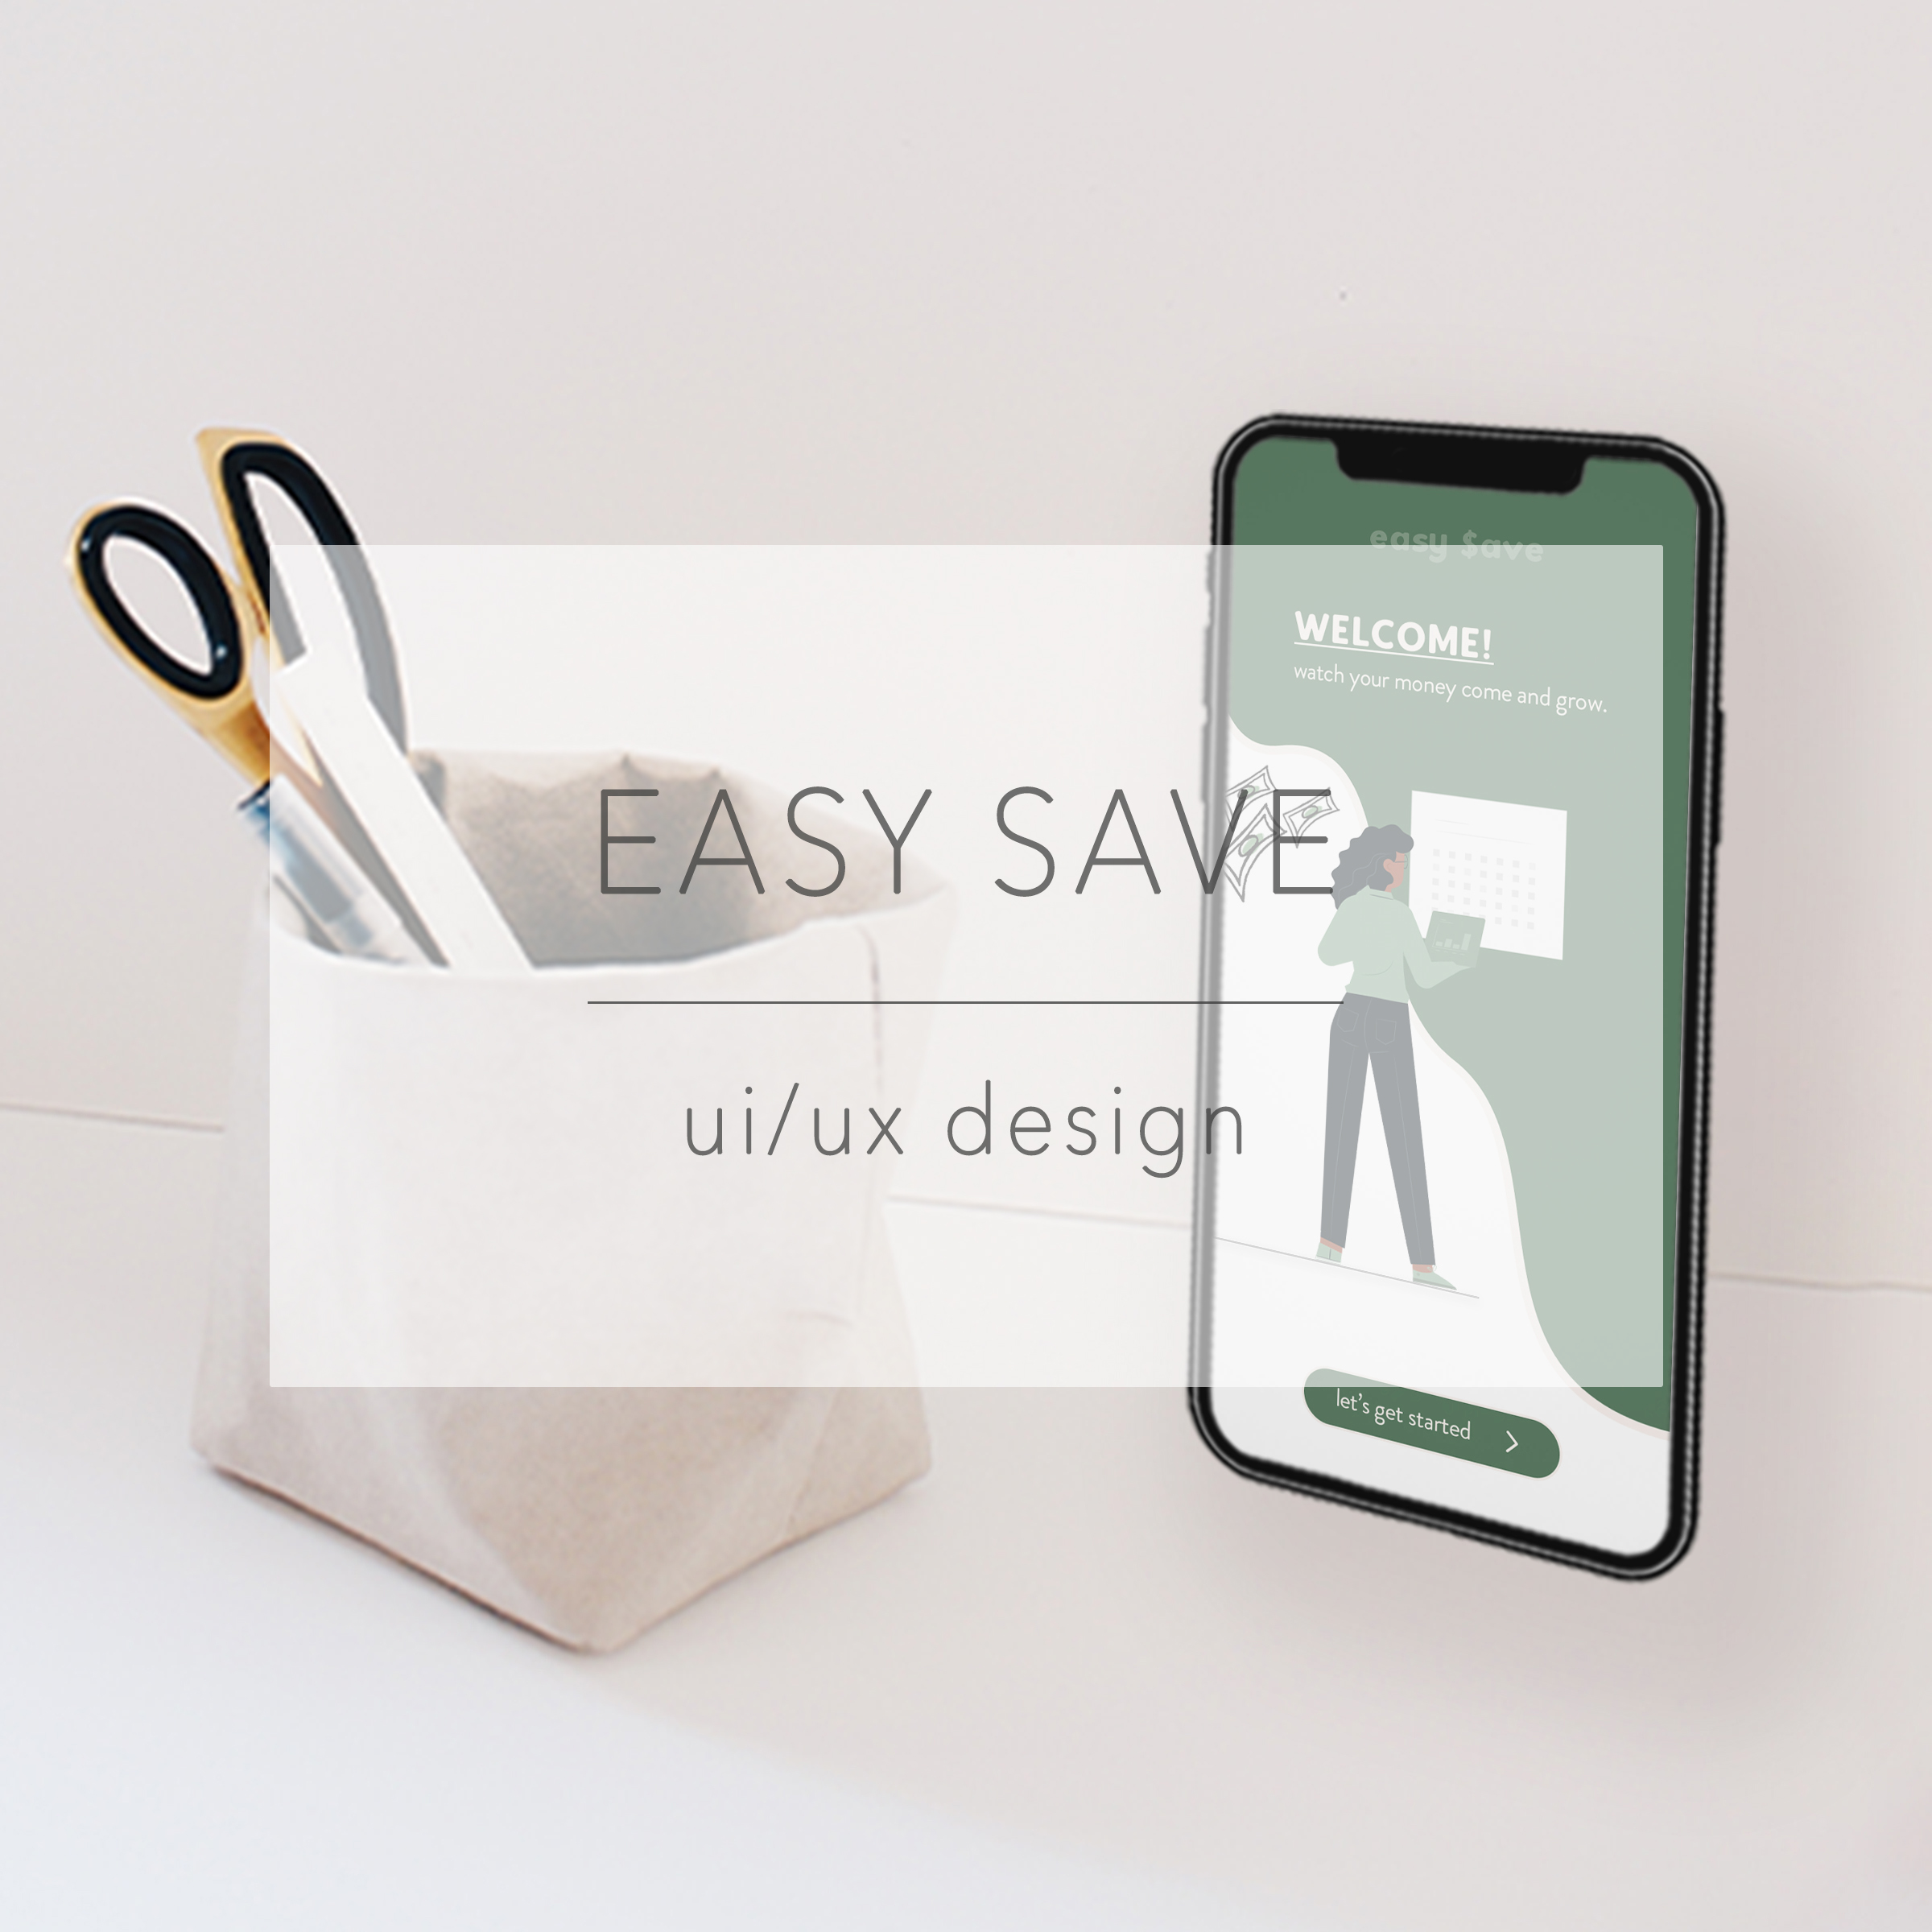 easy $ave
WELCOME!
watch your money come and grow.
EASY SAVE
ui/ux design
let's get started